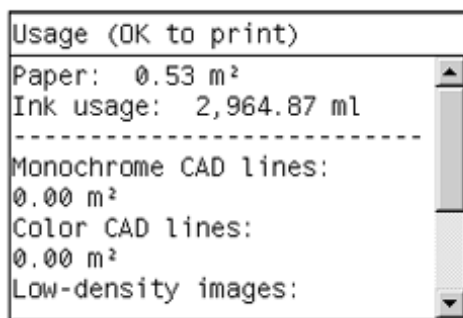 Usage (OK to print)
Paper:  0.53 m²
Ink usage:  2,964.87 ml
----------------------------
Monochrome CAD lines:
0.00 m²
Color CAD lines:
0.00 m²
Low-density images: